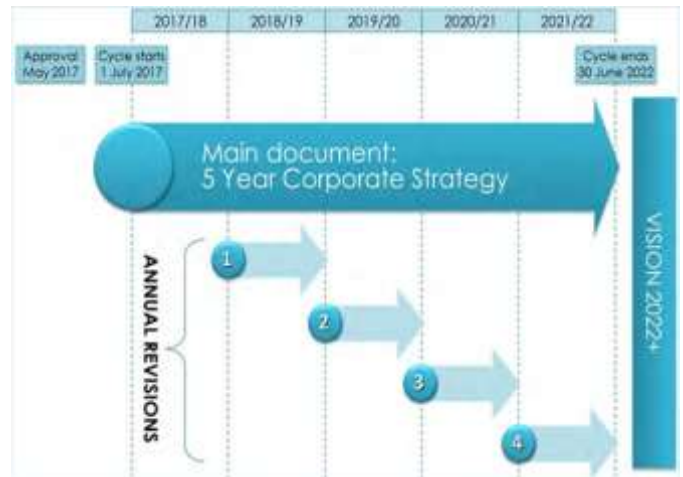 2017/18 2018/19 2019/20 2020/21 2021/22
Approval
May 2017
Cycle starts
1 July 2017
Cycle ends
30 June 2022
Main document:
5 Year Corporate Strategy
VISION 2022+
ANNUAL REVISIONS
1
2
3
4